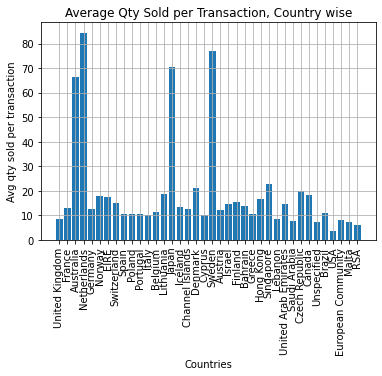 Average Qty Sold per Transaction, Country wise
Avg qty sold per transaction
80
70
60
50
40
30
20
10
0
United Kingdom
France
Australia
Netherlands
Germany
Norway
EIRE
Switzerland
Spain
Poland
Portugal
Italy
Belgium
Lithuania
Japan
Iceland
Channel Islands
Denmark
Cyprus
Sweden
Austria
Israel
Finland
Bahrain
Greece
Hong Kong
Singapore
Lebanon
United Arab Emirates
Saudi Arabia
Czech Republic
Canada
Unspecified
Brazil
USA
European Community
Malta
RSA
Countries